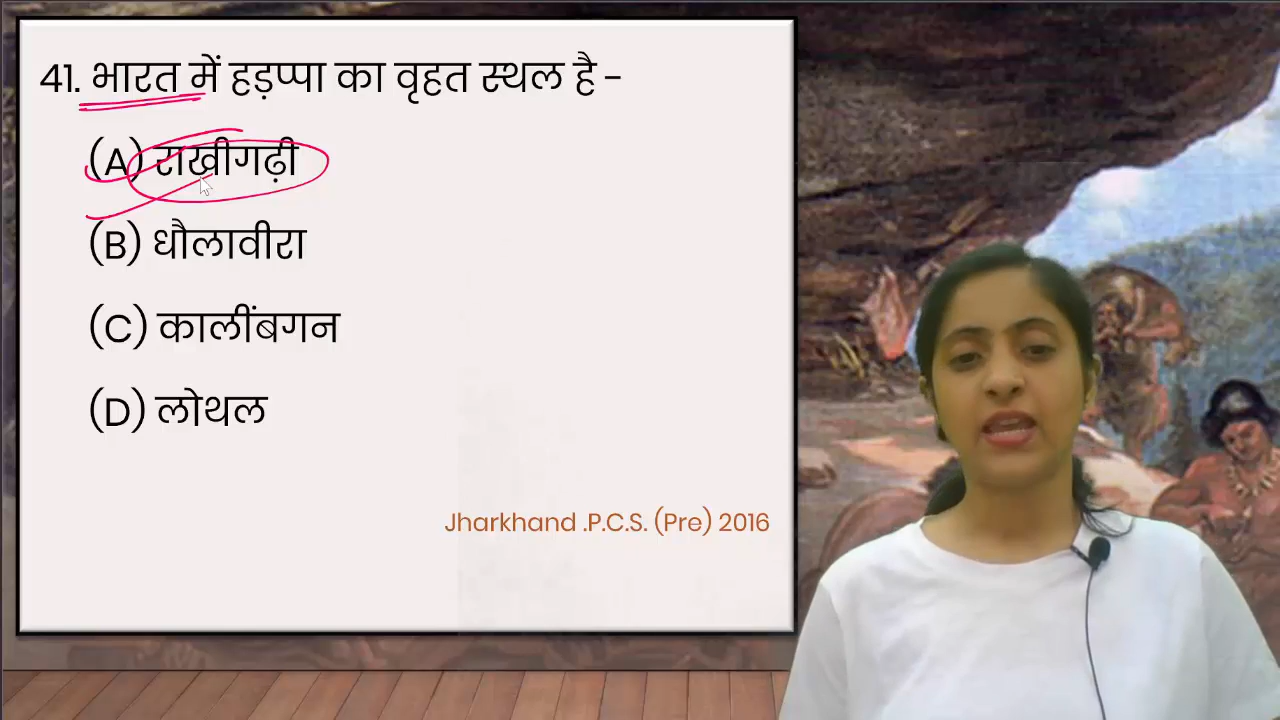 41. भारत में हड़प्पा का वृहत स्थल है -
(A) राखीगढ़ी
(B) धौलावीरा
(C) कालींबगन
(D) लोथल
Jharkhand .P.C.S. (Pre) 2016